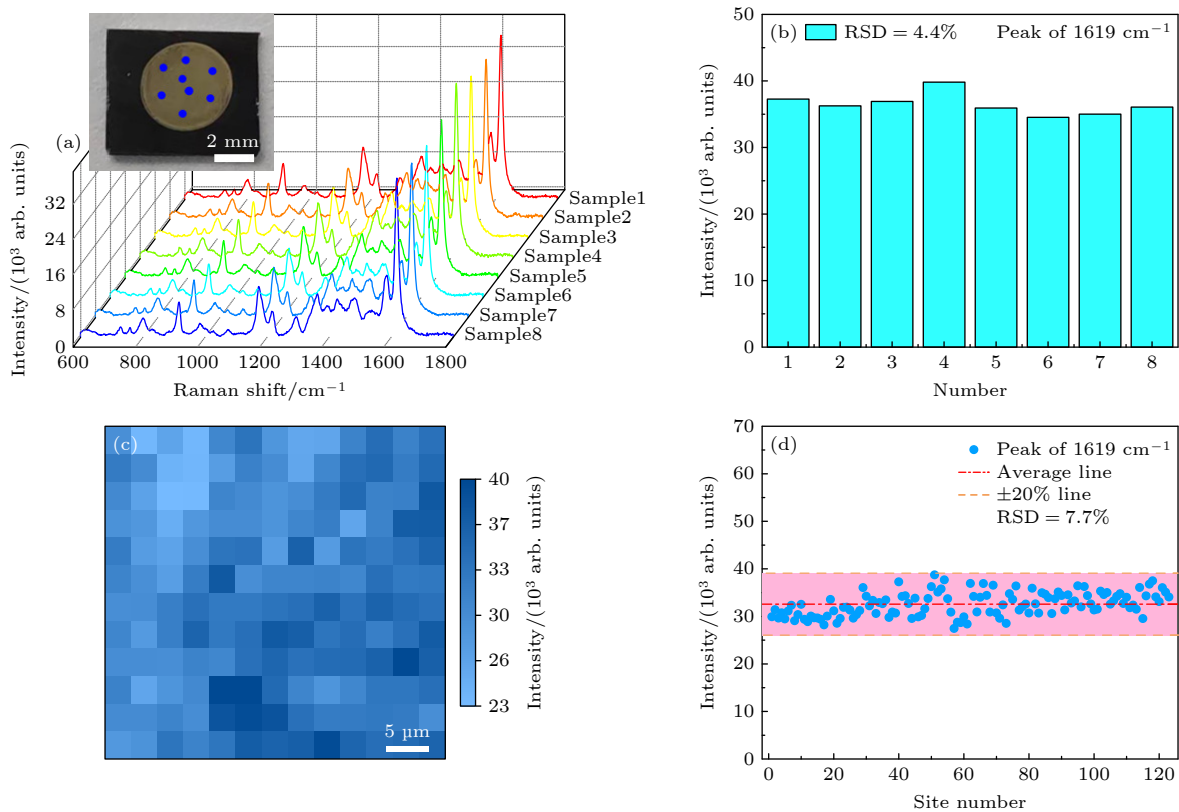 (a)
2 mm
Intensity/(10³ arb. units)
32
24
16
8
0
600
800
1000
1200
1400
1600
1800
Raman shift/cm⁻¹
Sample1
Sample2
Sample3
Sample4
Sample5
Sample6
Sample7
Sample8
(b) RSD = 4.4% Peak of 1619 cm⁻¹
Intensity/(10³ arb. units)
50
40
30
20
10
0
1 2 3 4 5 6 7 8
Number
(c)
5 µm
40
37
33
30
26
23
Intensity/(10³ arb. units)
(d)
Peak of 1619 cm⁻¹
Average line
±20% line
RSD = 7.7%
Intensity/(10³ arb. units)
70
60
50
40
30
20
10
0
0 20 40 60 80 100 120
Site number